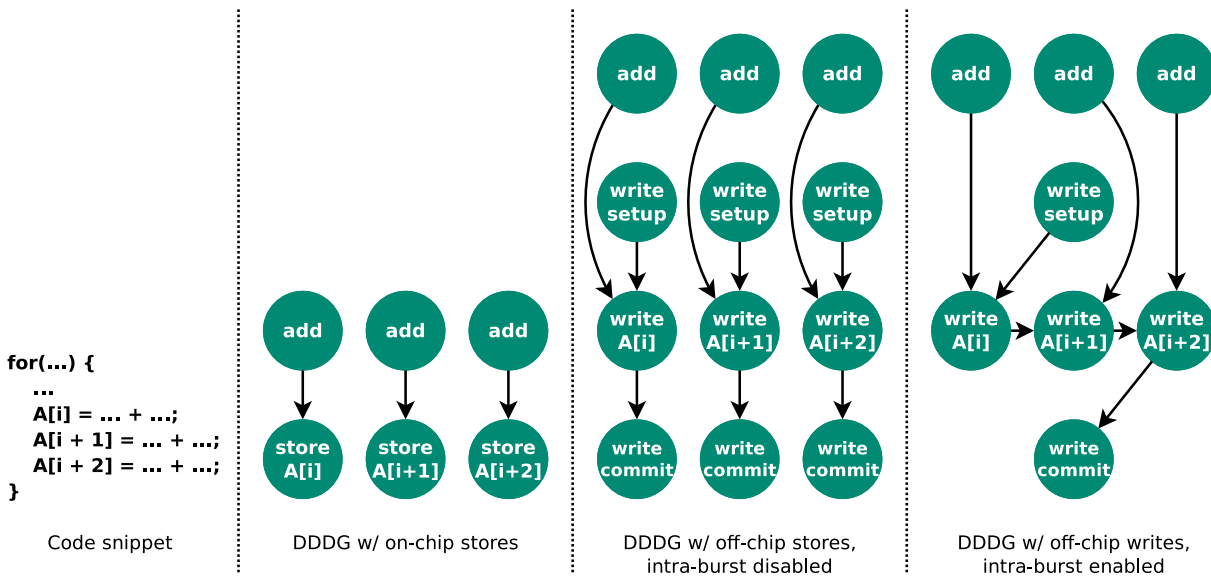 for(...) {
...
A[i] = ... + ...;
A[i + 1] = ... + ...;
A[i + 2] = ... + ...;
}
Code snippet
add
add
add
store
A[i]
store
A[i+1]
store
A[i+2]
DDDG w/ on-chip stores
add
add
add
write
setup
write
setup
write
setup
write
A[i]
write
A[i+1]
write
A[i+2]
write
commit
write
commit
write
commit
DDDG w/ off-chip stores,
intra-burst disabled
add
add
add
write
setup
write
A[i]
write
A[i+1]
write
A[i+2]
write
commit
DDDG w/ off-chip writes,
intra-burst enabled